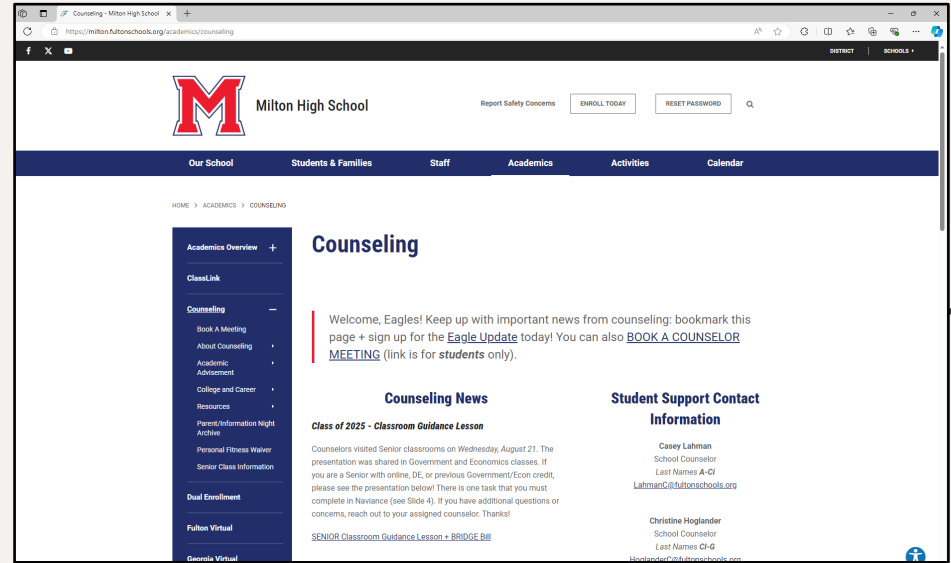 Counseling - Milton High School
https://milton.fultonschools.org/academics/counseling
DISTRICT
SCHOOLS
M
Milton High School
Report Safety Concerns
ENROLL TODAY
RESET PASSWORD
Our School
Students & Families
Staff
Academics
Activities
Calendar
HOME > ACADEMICS > COUNSELING
Academics Overview +
ClassLink
Counseling –
Book A Meeting
About Counseling
Academic
Advisement
College and Career
Resources
Parent/Information Night
Archive
Personal Fitness Waiver
Senior Class Information
Dual Enrollment
Fulton Virtual
Georgia Virtual
Counseling
Welcome, Eagles! Keep up with important news from counseling: bookmark this
page + sign up for the Eagle Update today! You can also BOOK A COUNSELOR
MEETING (link is for students only).
Counseling News
Class of 2025 - Classroom Guidance Lesson
Counselors visited Senior classrooms on Wednesday, August 21. The
presentation was shared in Government and Economics classes. If
you are a Senior with online, DE, or previous Government/Econ credit,
please see the presentation below! There is one task that you must
complete in Naviance (see Slide 4). If you have additional questions or
concerns, reach out to your assigned counselor. Thanks!
SENIOR Classroom Guidance Lesson + BRIDGE Bill
Student Support Contact
Information
Casey Lahman
School Counselor
Last Names A-Ci
LahmanC@fultonschools.org
Christine Hoglander
School Counselor
Last Names Cl-G
HoglanderC@fultonschools.org